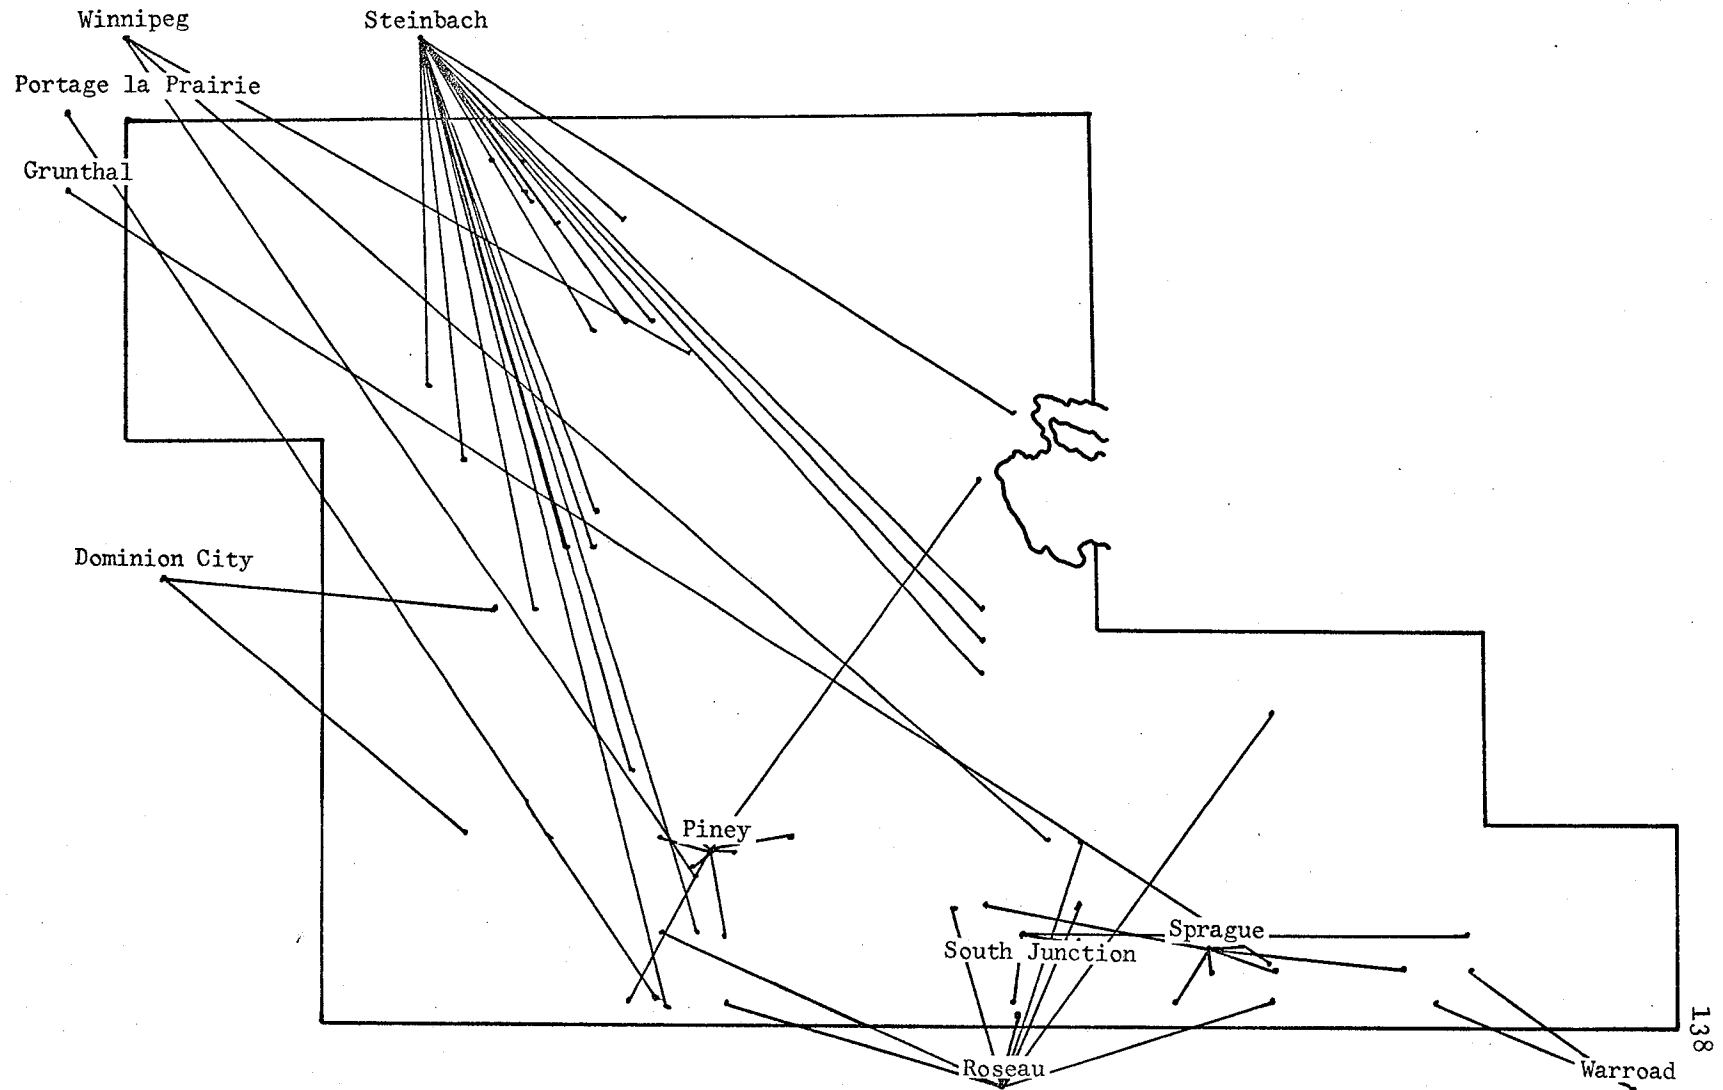 Winnipeg
Steinbach
Portage la Prairie
Grunthal
Dominion City
Piney
Sprague
South Junction
Roseau
Warroad
138